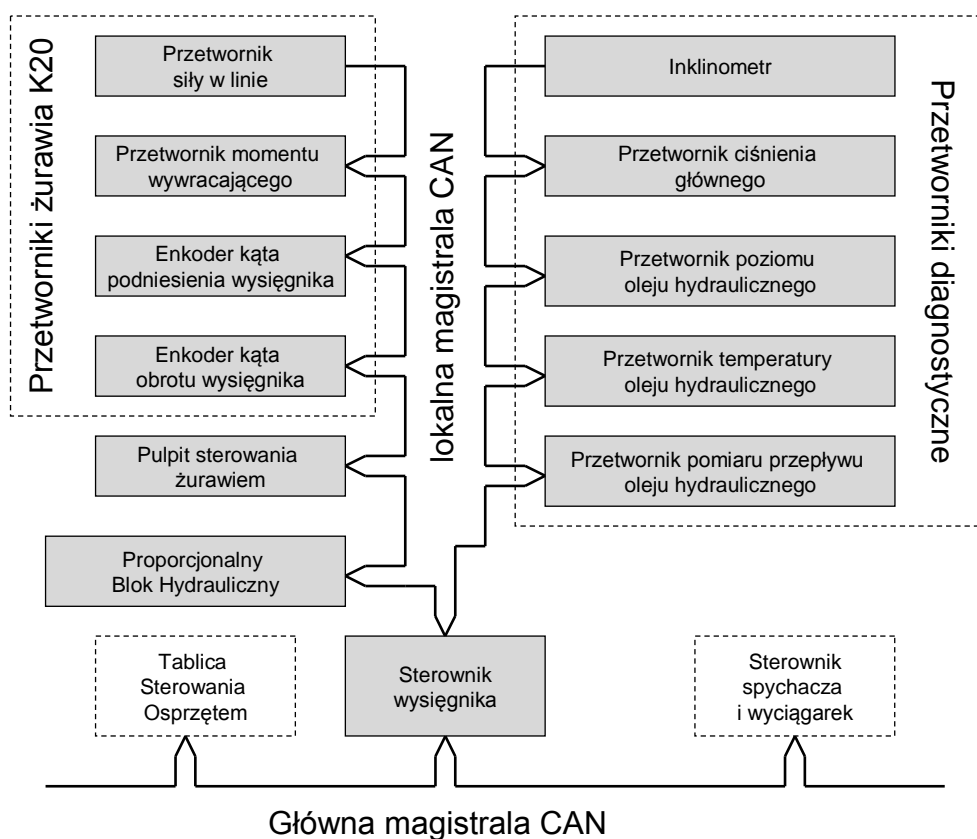 Przetworniki żurawia K20
Przetwornik
siły w linie
Przetwornik momentu
wywracającego
Enkoder kąta
podniesienia wysięgnika
Enkoder kąta
obrotu wysięgnika
Pulpit sterowania
żurawiem
Proporcjonalny
Blok Hydrauliczny
lokalna magistrala CAN
Inklinometr
Przetwornik ciśnienia
głównego
Przetwornik poziomu
oleju hydraulicznego
Przetwornik temperatury
oleju hydraulicznego
Przetwornik pomiaru przepływu
oleju hydraulicznego
Przetworniki diagnostyczne
Tablica
Sterowania
Osprzętem
Sterownik
wysięgnika
Sterownik
spychacza
i wyciągarek
Główna magistrala CAN